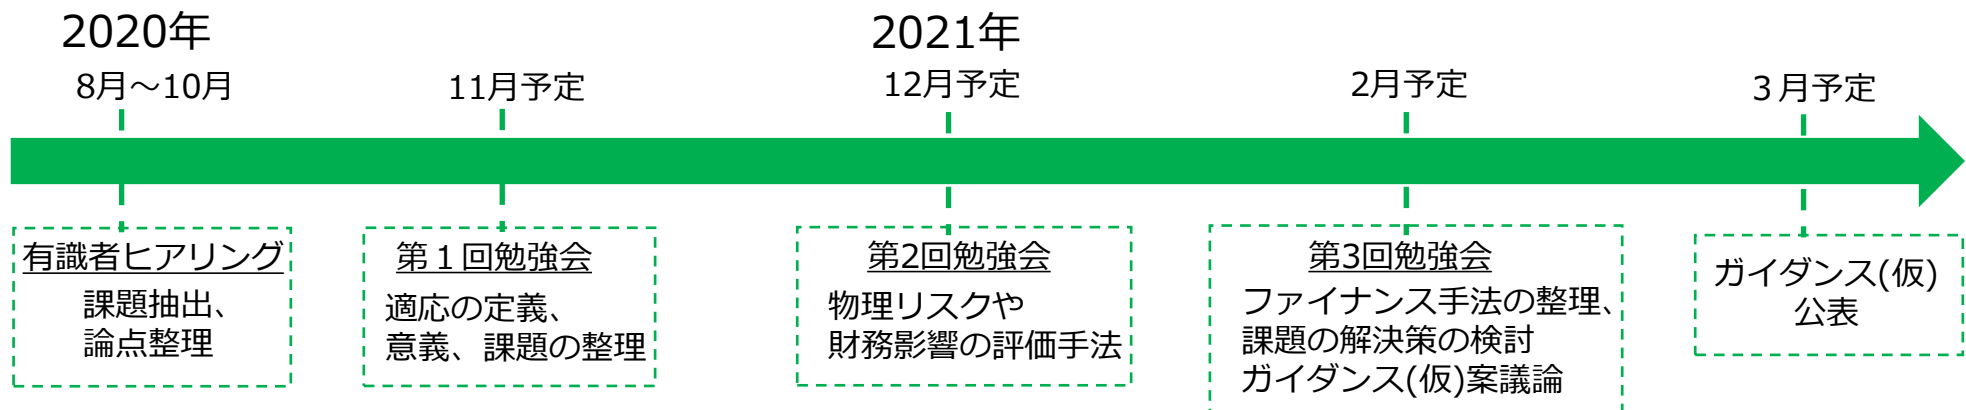 2020年
8月～10月
有識者ヒアリング
課題抽出、
論点整理
11月予定
第１回勉強会
適応の定義、
意義、課題の整理
2021年
12月予定
第2回勉強会
物理リスクや
財務影響の評価手法
2月予定
第3回勉強会
ファイナンス手法の整理、
課題の解決策の検討
ガイダンス(仮)案議論
３月予定
ガイダンス(仮)
公表